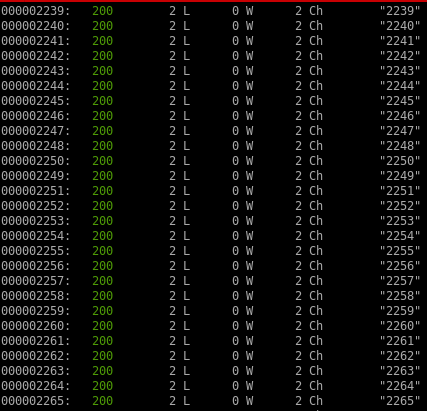 000002239: 200 2 L 0 W 2 Ch "2239"
000002240: 200 2 L 0 W 2 Ch "2240"
000002241: 200 2 L 0 W 2 Ch "2241"
000002242: 200 2 L 0 W 2 Ch "2242"
000002243: 200 2 L 0 W 2 Ch "2243"
000002244: 200 2 L 0 W 2 Ch "2244"
000002245: 200 2 L 0 W 2 Ch "2245"
000002246: 200 2 L 0 W 2 Ch "2246"
000002247: 200 2 L 0 W 2 Ch "2247"
000002248: 200 2 L 0 W 2 Ch "2248"
000002250: 200 2 L 0 W 2 Ch "2250"
000002249: 200 2 L 0 W 2 Ch "2249"
000002251: 200 2 L 0 W 2 Ch "2251"
000002252: 200 2 L 0 W 2 Ch "2252"
000002253: 200 2 L 0 W 2 Ch "2253"
000002254: 200 2 L 0 W 2 Ch "2254"
000002255: 200 2 L 0 W 2 Ch "2255"
000002256: 200 2 L 0 W 2 Ch "2256"
000002257: 200 2 L 0 W 2 Ch "2257"
000002258: 200 2 L 0 W 2 Ch "2258"
000002259: 200 2 L 0 W 2 Ch "2259"
000002260: 200 2 L 0 W 2 Ch "2260"
000002261: 200 2 L 0 W 2 Ch "2261"
000002262: 200 2 L 0 W 2 Ch "2262"
000002263: 200 2 L 0 W 2 Ch "2263"
000002264: 200 2 L 0 W 2 Ch "2264"
000002265: 200 2 L 0 W 2 Ch "2265"